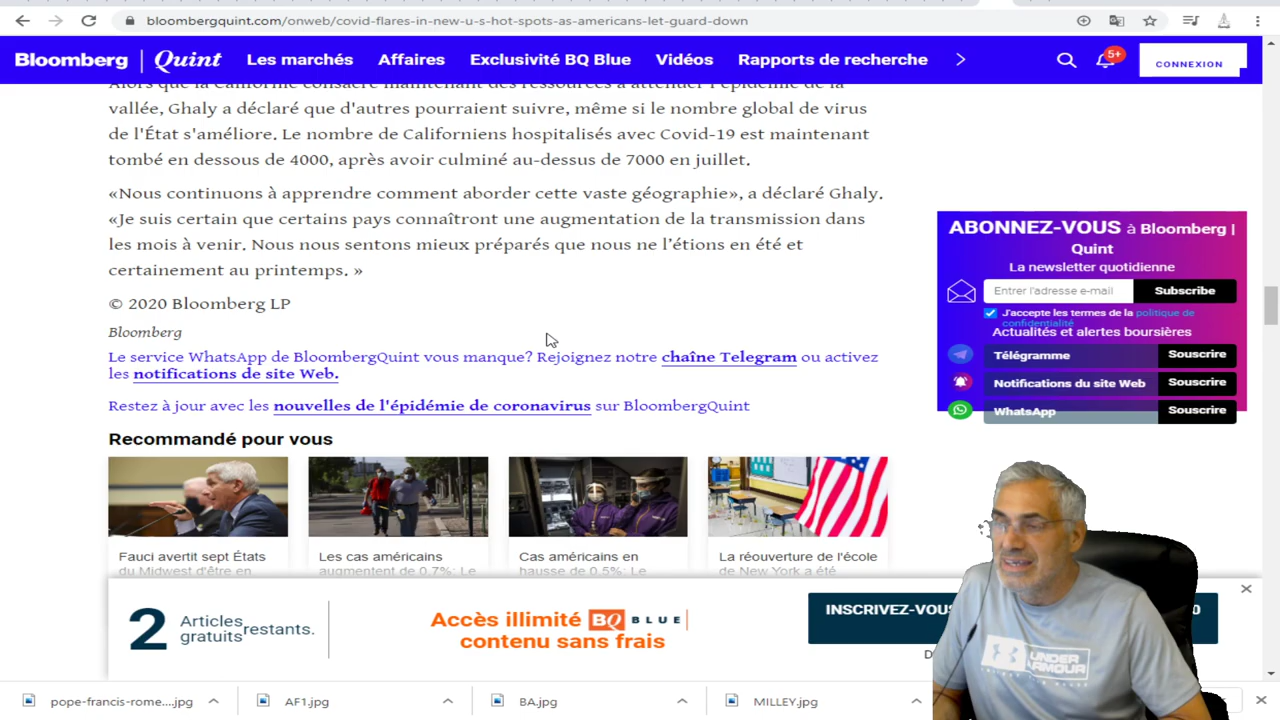 bloombergquint.com/onweb/covid-flares-in-new-u-s-hot-spots-as-americans-let-guard-down
Bloomberg | Quint Les marchés Affaires Exclusivité BQ Blue Vidéos Rapports de recherche 5+ CONNEXION
Alors que la Californie consacre maintenant des ressources à atténuer l'épidémie de la
vallée, Ghaly a déclaré que d'autres pourraient suivre, même si le nombre global de virus
de l'État s'améliore. Le nombre de Californiens hospitalisés avec Covid-19 est maintenant
tombé en dessous de 4000, après avoir culminé au-dessus de 7000 en juillet.
«Nous continuons à apprendre comment aborder cette vaste géographie», a déclaré Ghaly.
«Je suis certain que certains pays connaîtront une augmentation de la transmission dans
les mois à venir. Nous nous sentons mieux préparés que nous ne l'étions en été et
certainement au printemps. »
© 2020 Bloomberg LP
Bloomberg
Le service WhatsApp de BloombergQuint vous manque? Rejoignez notre chaîne Telegram ou activez
les notifications de site Web.
Restez à jour avec les nouvelles de l'épidémie de coronavirus sur BloombergQuint
Recommandé pour vous
Fauci avertit sept États
du Midwest d'être en
Les cas américains
augmentent de 0,7%: Le
Cas américains en
hausse de 0,5%: Le
La réouverture de l'école
de New York a été
ABONNEZ-VOUS à Bloomberg |
Quint
La newsletter quotidienne
Entrer l'adresse e-mail Subscribe
J'accepte les termes de la politique de
confidentialité
Actualités et alertes boursières
Télégramme Souscrire
Notifications du site Web Souscrire
WhatsApp Souscrire
2 Articles
gratuits restants.
Accès illimité BQ BLUE
contenu sans frais
INSCRIVEZ-VOUS
UNDER
ARMOUR
pope-francis-rome-....jpg AF1.jpg BA.jpg MILLEY.jpg